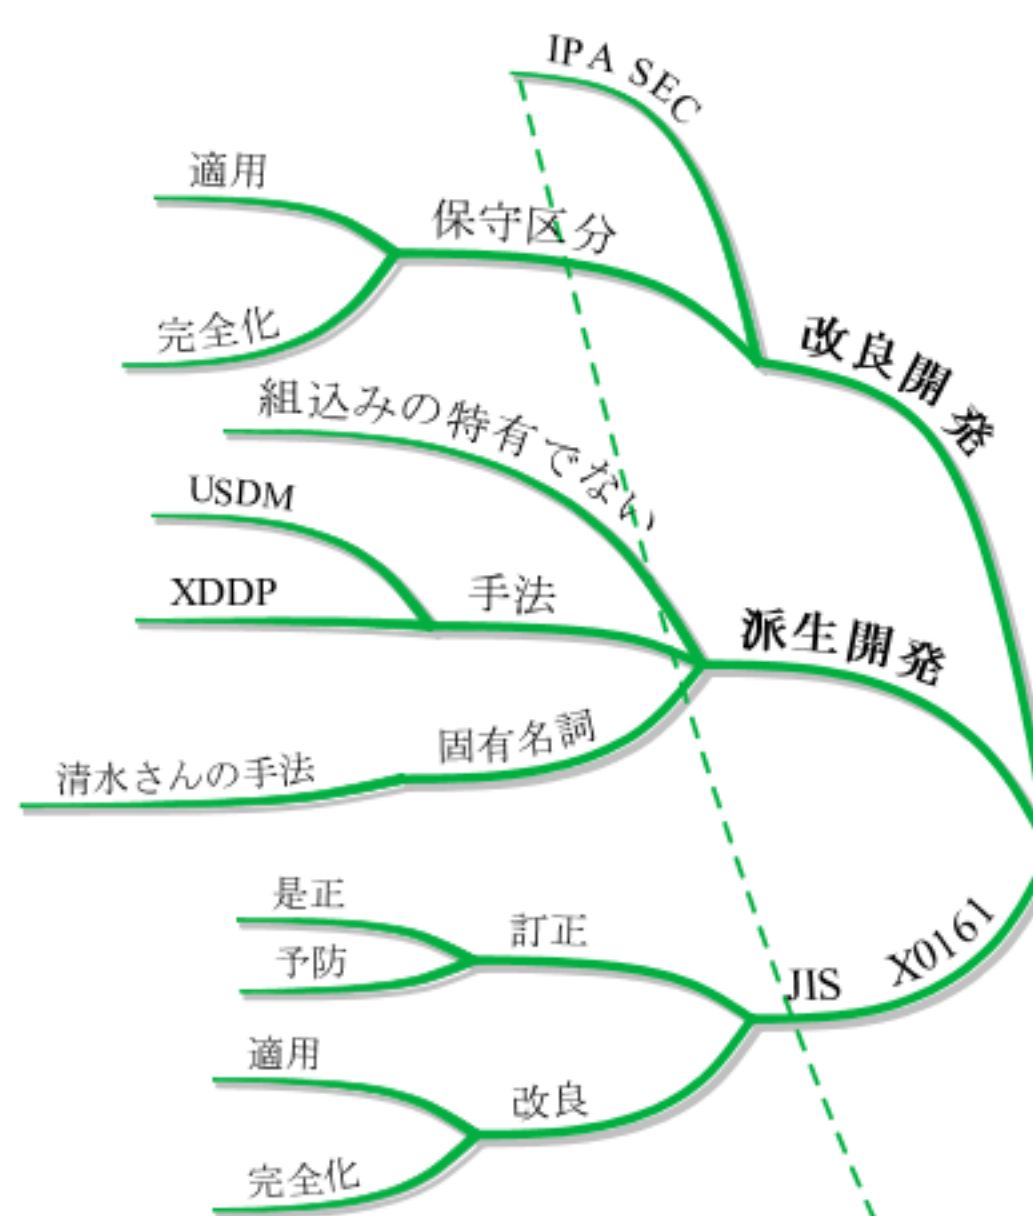 IPA SEC
適用
保守区分
完全化
改良開発
組込みの特有でない
USDM
XDDP
手法
派生開発
固有名詞
清水さんの手法
是正
訂正
予防
JIS X0161
適用
改良
完全化